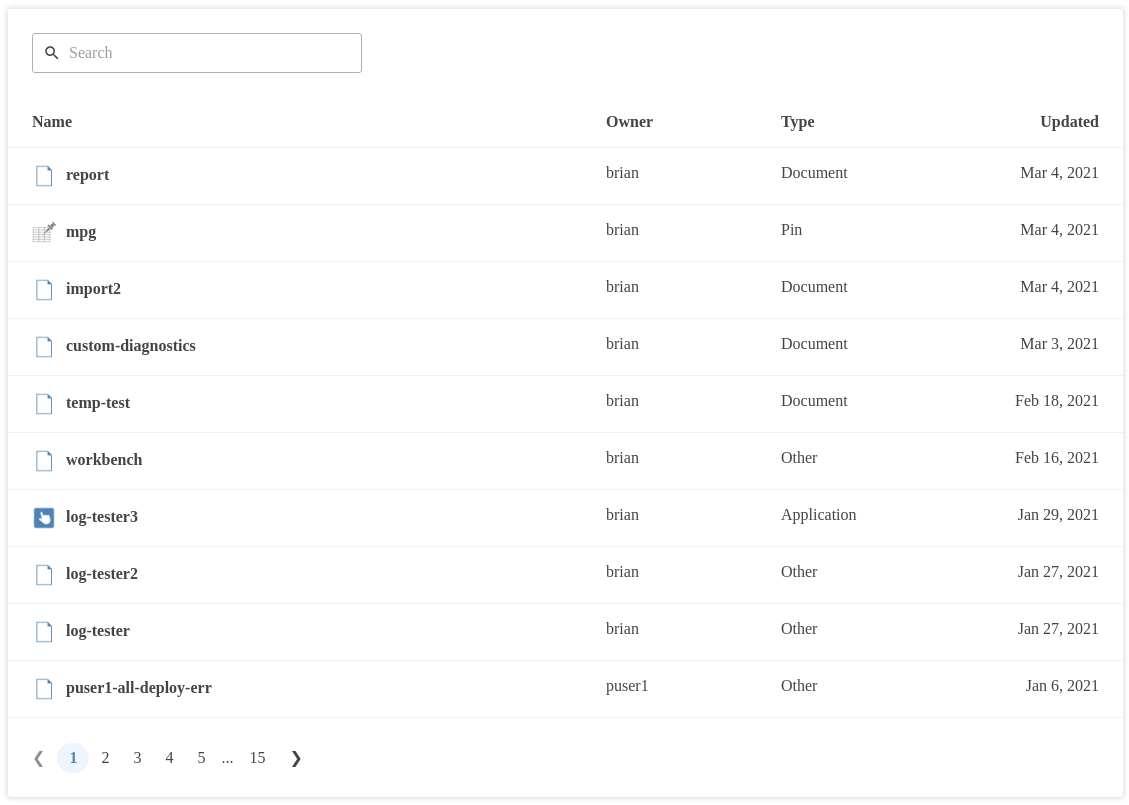 Search
Name Owner Type Updated
report brian Document Mar 4, 2021
mpg brian Pin Mar 4, 2021
import2 brian Document Mar 4, 2021
custom-diagnostics brian Document Mar 3, 2021
temp-test brian Document Feb 18, 2021
workbench brian Other Feb 16, 2021
log-tester3 brian Application Jan 29, 2021
log-tester2 brian Other Jan 27, 2021
log-tester brian Other Jan 27, 2021
puser1-all-deploy-err puser1 Other Jan 6, 2021
❮ 1 2 3 4 5 ... 15 ❯